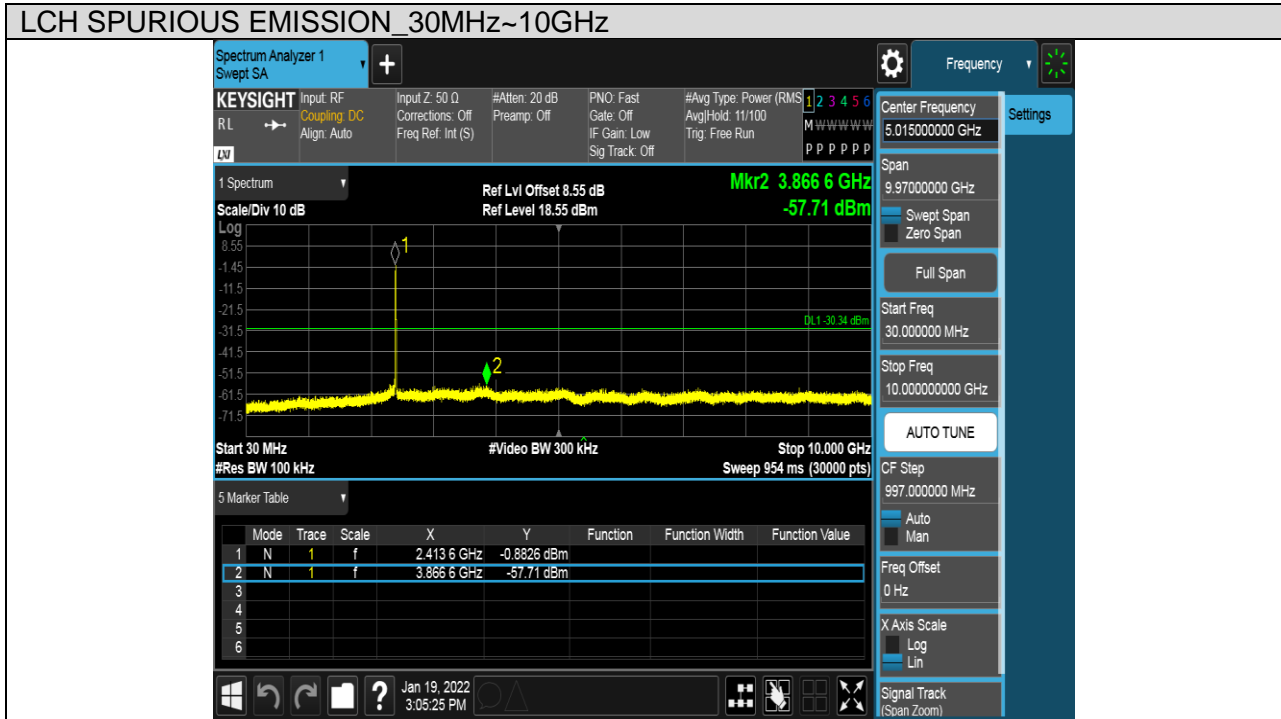 LCH SPURIOUS EMISSION_30MHz~10GHz
Spectrum Analyzer 1
Swept SA
+
Frequency
KEYSIGHT
RL
LXI
Input: RF
Coupling: DC
Align: Auto
Input Z: 50 Ω
Corrections: Off
Freq Ref: Int (S)
#Atten: 20 dB
Preamp: Off
PNO: Fast
Gate: Off
IF Gain: Low
Sig Track: Off
#Avg Type: Power (RMS
Avg|Hold: 11/100
Trig: Free Run
1 2 3 4 5 6
M W W W W W
P P P P P P
1 Spectrum
Scale/Div 10 dB
Ref Lvl Offset 8.55 dB
Ref Level 18.55 dBm
Mkr2 3.866 6 GHz
-57.71 dBm
Log
8.55
-1.45
-11.5
-21.5
-31.5
-41.5
-51.5
-61.5
-71.5
1
2
DL1 -30.34 dBm
Start 30 MHz
#Video BW 300 kHz
Stop 10.000 GHz
#Res BW 100 kHz
Sweep 954 ms (30000 pts)
5 Marker Table
Mode Trace Scale X Y Function Function Width Function Value
1 N 1 f 2.413 6 GHz -0.8826 dBm
2 N 1 f 3.866 6 GHz -57.71 dBm
3
4
5
6
?
Jan 19, 2022
3:05:25 PM
Center Frequency
5.015000000 GHz
Settings
Span
9.97000000 GHz
Swept Span
Zero Span
Full Span
Start Freq
30.000000 MHz
Stop Freq
10.000000000 GHz
AUTO TUNE
CF Step
997.000000 MHz
Auto
Man
Freq Offset
0 Hz
X Axis Scale
Log
Lin
Signal Track
(Span Zoom)